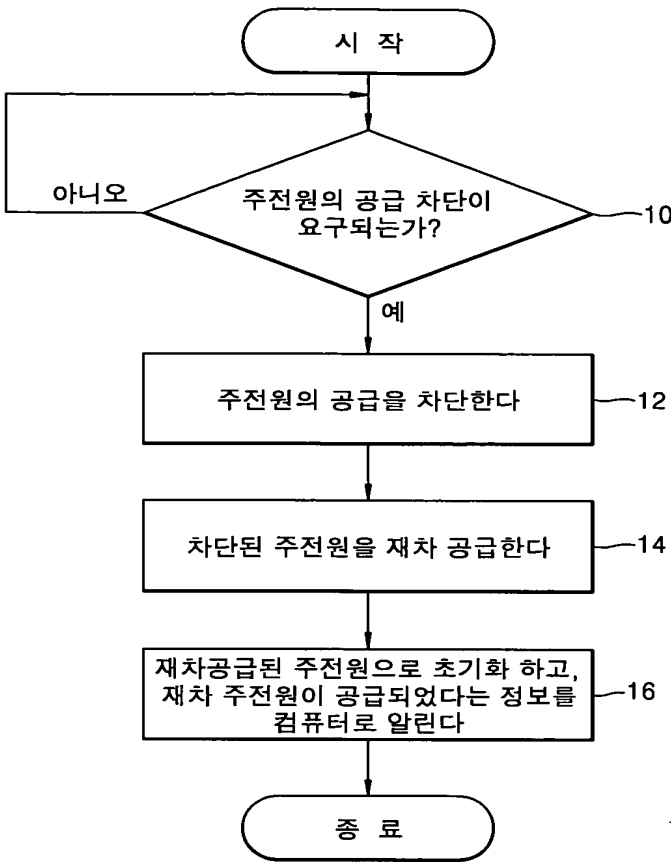 시 작
아니오
주전원의 공급 차단이
요구되는가?
10
예
주전원의 공급을 차단한다
12
차단된 주전원을 재차 공급한다
14
재차공급된 주전원으로 초기화 하고,
재차 주전원이 공급되었다는 정보를
컴퓨터로 알린다
16
종 료